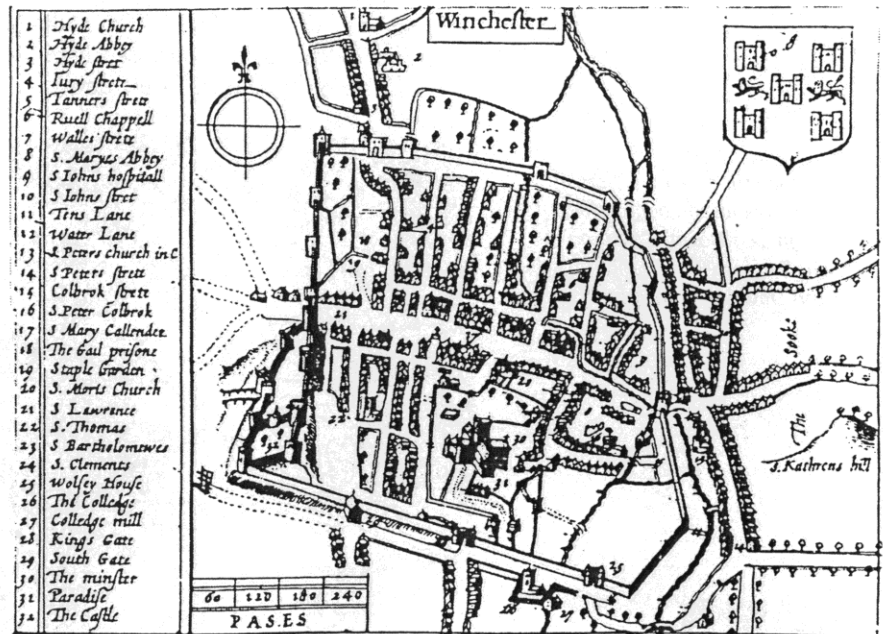 1 Hyde Church
2 Hyde Abbey
3 Hyde stret
4 Iury strete
5 Tanners strete
6 Ruell Chappell
7 Walles strete
8 S. Maryes Abbey
9 S Iohns hospitall
10 S Iohns stret
11 Tens Lane
12 Water Lane
13 S. Peters church in C
14 S Peters strete
15 Colbrok strete
16 S. Peter Colbrok
17 S Mary Callender
18 The Gail prisone
19 Staple Garden
20 S. Moris Church
21 S Lawrence
22 S. Thomas
23 S Bartholomewes
24 S. Clements
25 Wolsey House
26 The Colledge
27 Colledge mill
28 Kings Gate
29 South Gate
30 The minster
31 Paradise
32 The Castle
Winchester
The Sooke
S. Kathrens hill
60 120 180 240
PASES